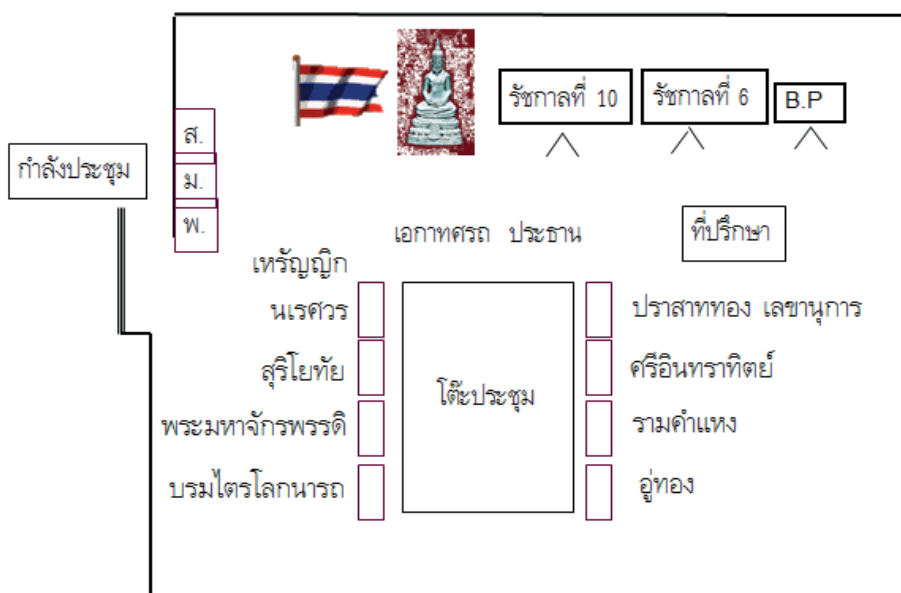 รัชกาลที่ 10
รัชกาลที่ 6
B.P
ส.
กำลังประชุม
ม.
พ.
เอกาทศรถ ประธาน
ที่ปรึกษา
เหรัญญิก
นเรศวร
ปราสาททอง เลขานุการ
สุริโยทัย
ศรีอินทราทิตย์
โต๊ะประชุม
พระมหาจักรพรรดิ
รามคำแหง
บรมไตรโลกนารถ
อู่ทอง